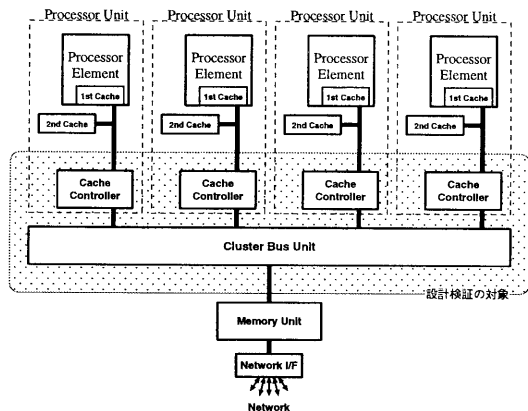 Processor Unit Processor Unit Processor Unit Processor Unit
Processor Element
1st Cache
2nd Cache
Processor Element
1st Cache
2nd Cache
Processor Element
1st Cache
2nd Cache
Processor Element
1st Cache
2nd Cache
Cache Controller
Cache Controller
Cache Controller
Cache Controller
Cluster Bus Unit
設計検証の対象
Memory Unit
Network I/F
Network